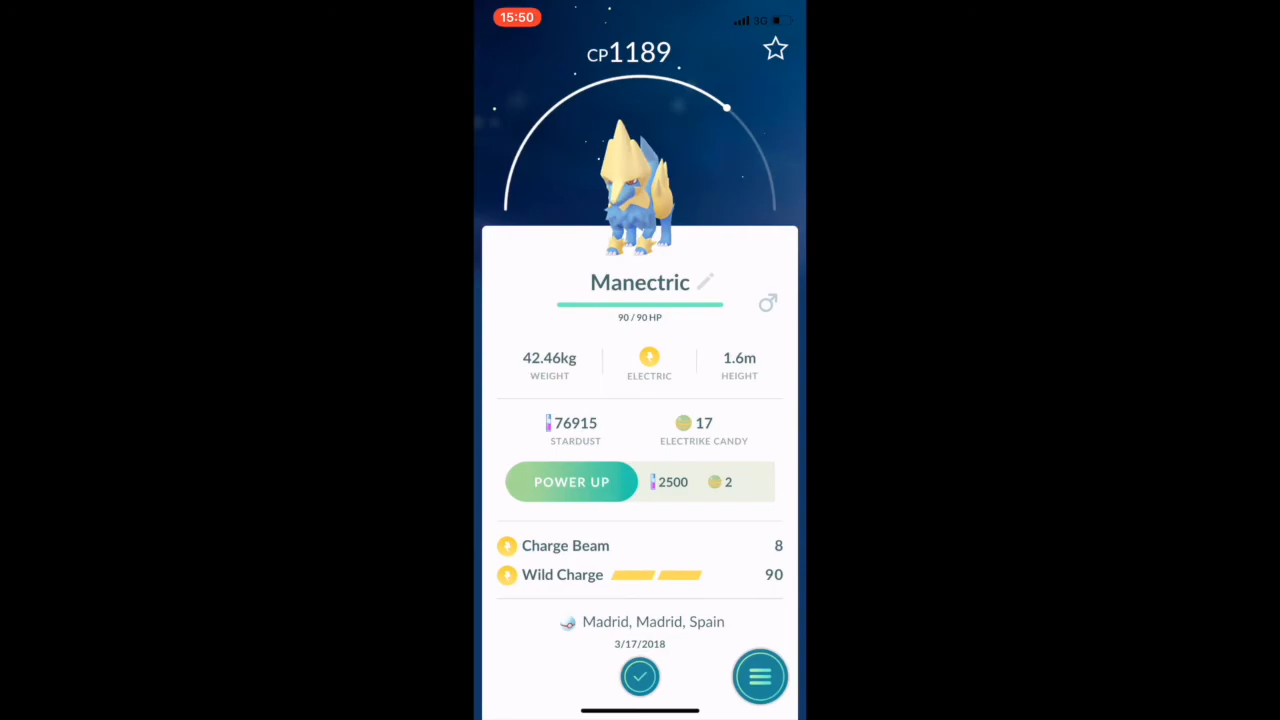 15:50
3G
CP1189
Manectric
90 / 90 HP
42.46kg
WEIGHT
ELECTRIC
1.6m
HEIGHT
76915
STARDUST
17
ELECTRIKE CANDY
POWER UP
2500
2
Charge Beam 8
Wild Charge 90
Madrid, Madrid, Spain
3/17/2018